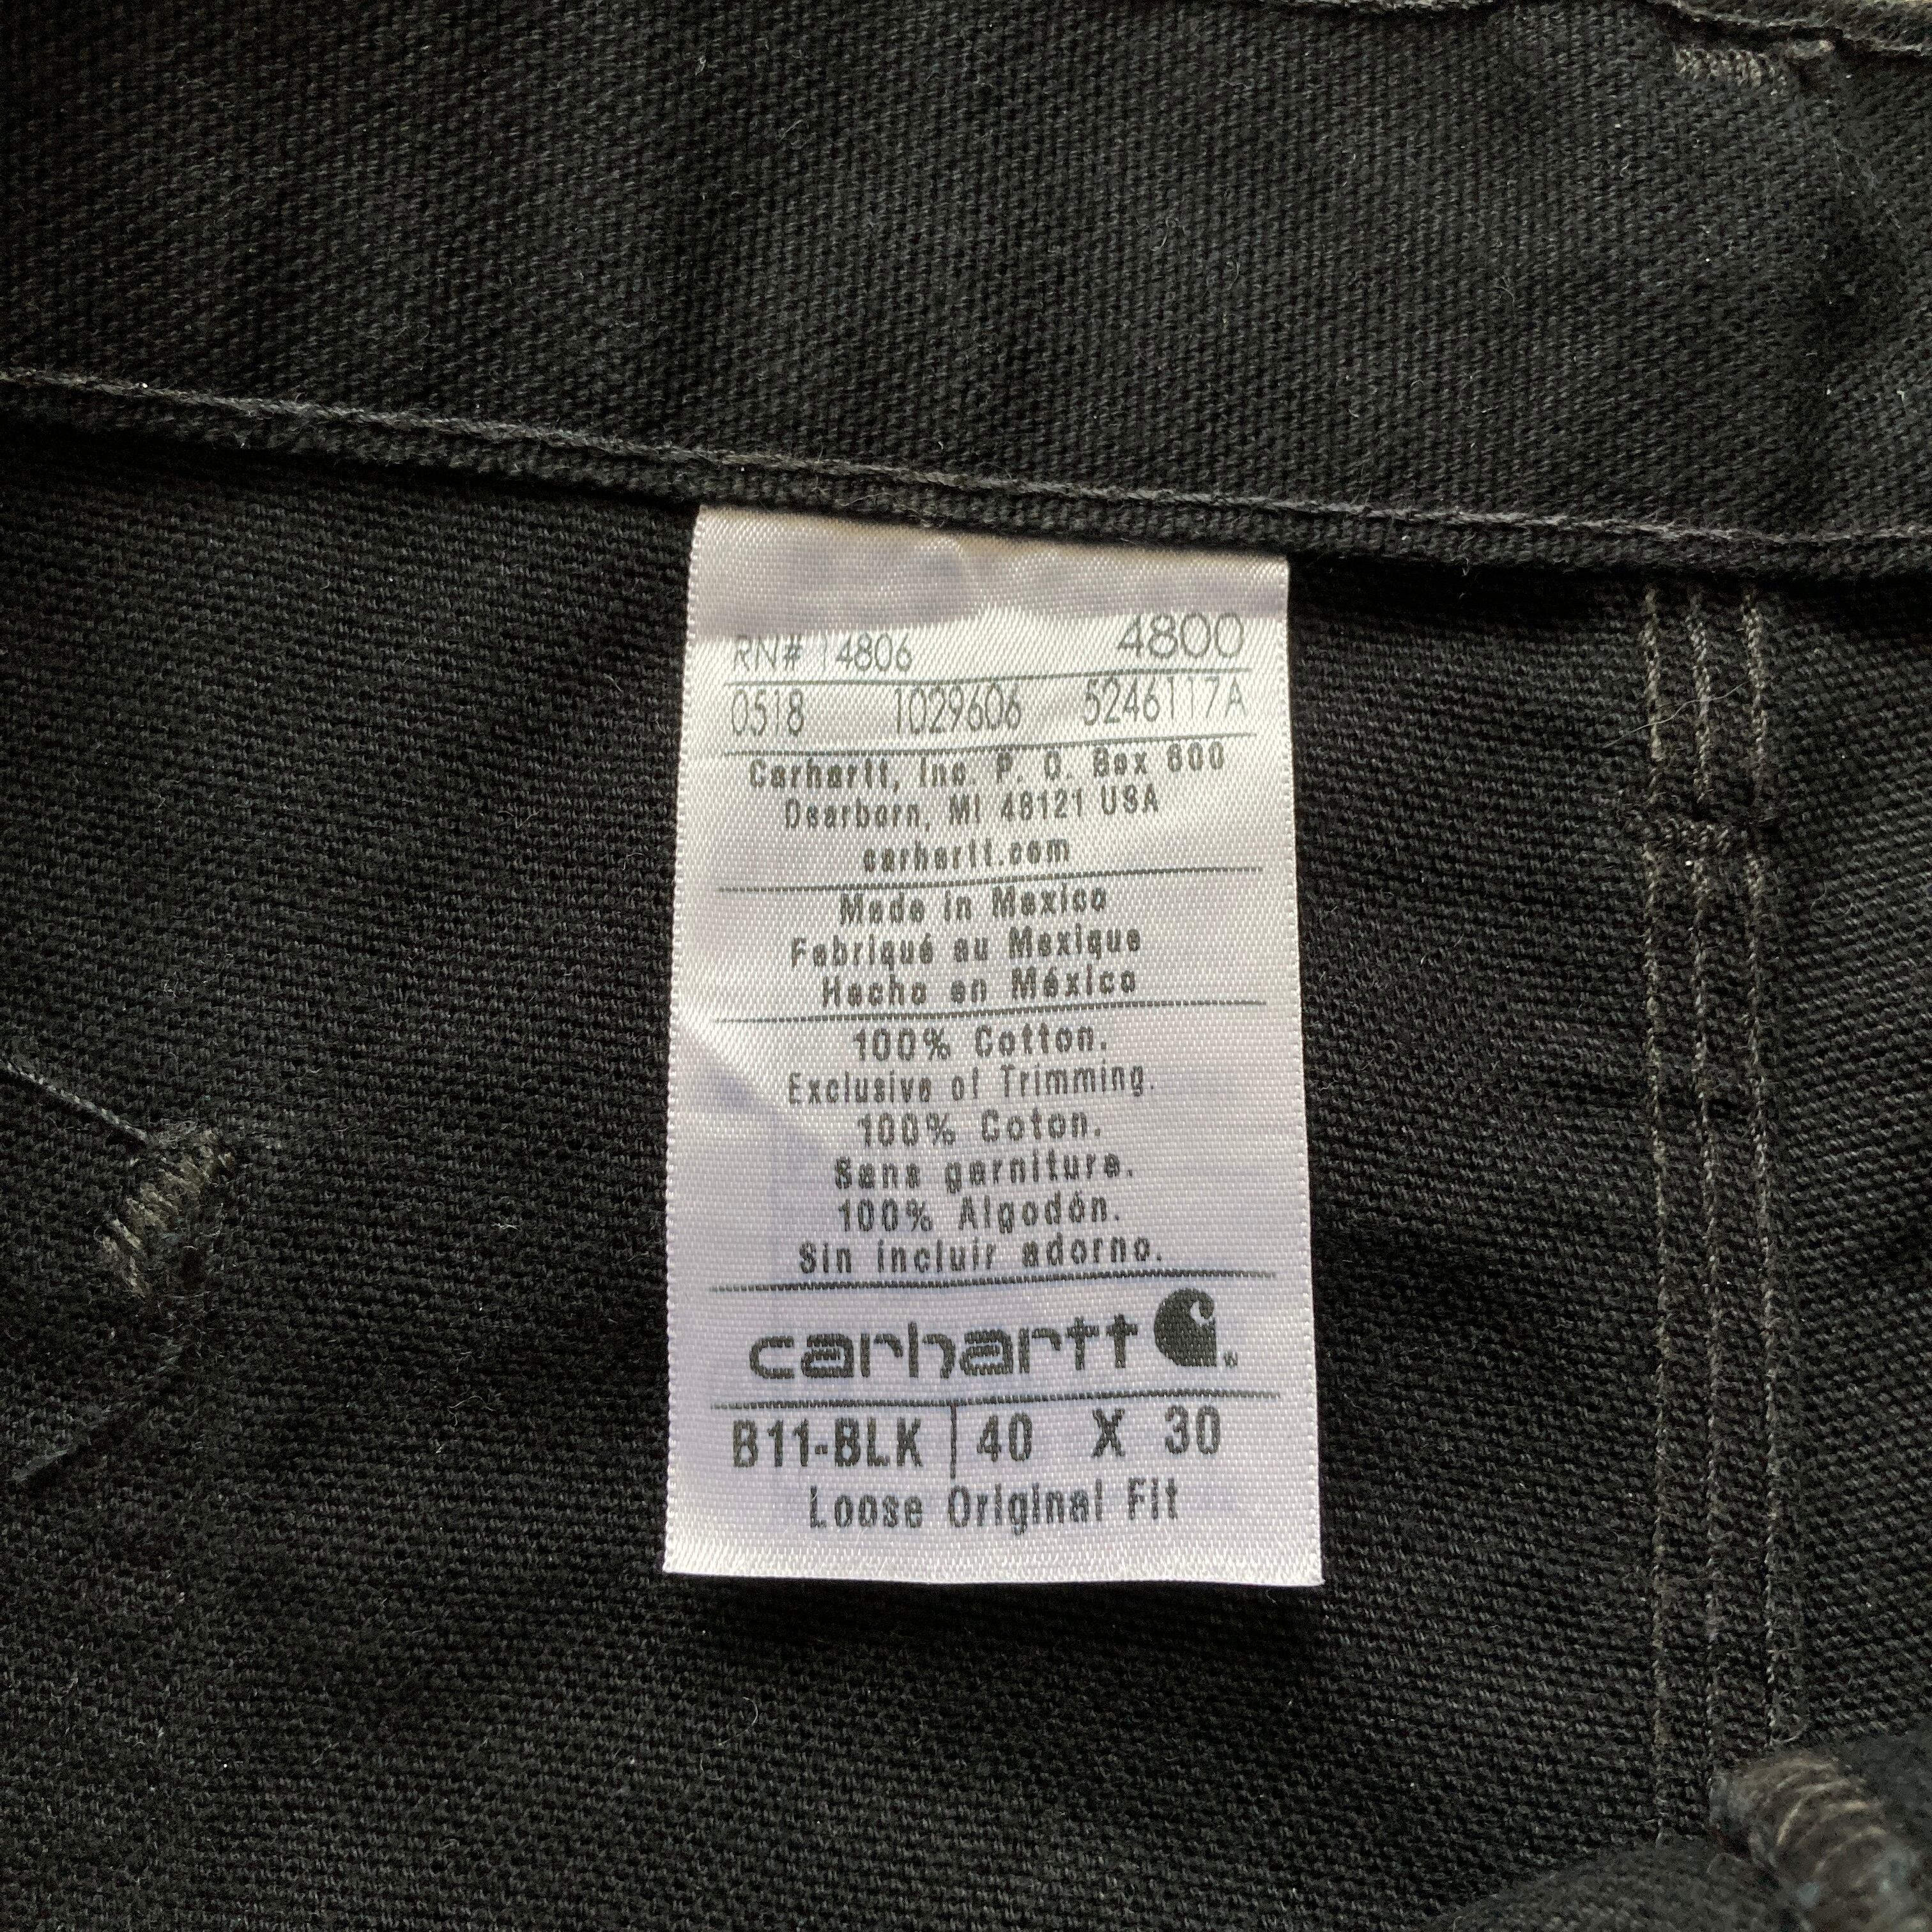 RN# 14806 4800
0518 1029606 5246117A
Carhartt, Inc. P. O. Box 600
Dearborn, MI 48121 USA
carhartt.com
Made in Mexico
Fabriqué au Mexique
Hecho en México
100% Cotton.
Exclusive of Trimming.
100% Coton.
Sans garniture.
100% Algodón.
Sin incluir adorno.
carhartt
B11-BLK | 40 X 30
Loose Original Fit